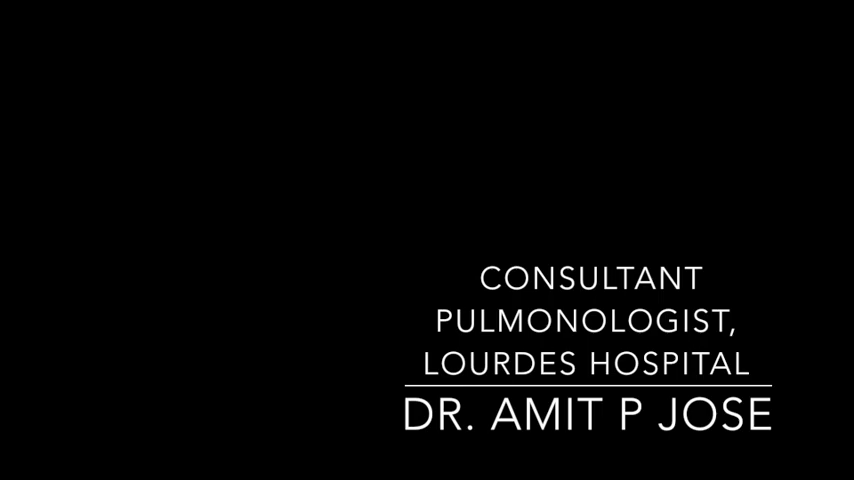 CONSULTANT
PULMONOLOGIST,
LOURDES HOSPITAL
DR. AMIT P JOSE